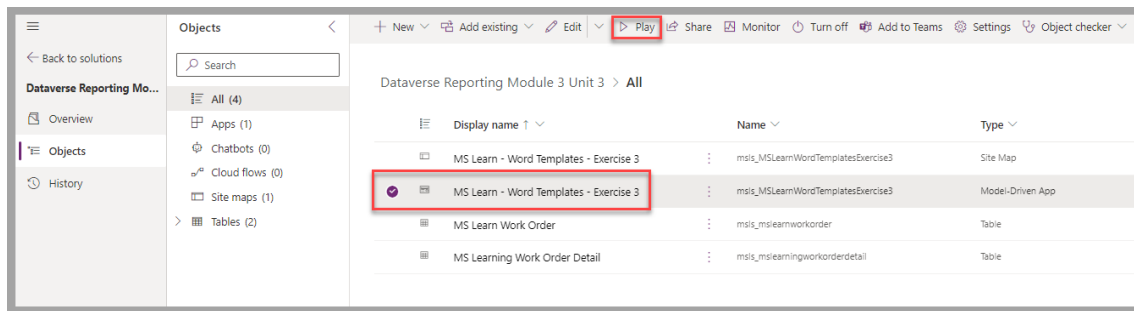 Objects
New
Add existing
Edit
Play
Share
Monitor
Turn off
Add to Teams
Settings
Object checker
Back to solutions
Dataverse Reporting Mo...
Overview
Objects
History
Search
All (4)
Apps (1)
Chatbots (0)
Cloud flows (0)
Site maps (1)
Tables (2)
Dataverse Reporting Module 3 Unit 3 > All
Display name Name Type
MS Learn - Word Templates - Exercise 3 msls_MSLearnWordTemplatesExercise3 Site Map
MS Learn - Word Templates - Exercise 3 msls_MSLearnWordTemplatesExercise3 Model-Driven App
MS Learn Work Order msls_mslearnworkorder Table
MS Learning Work Order Detail msls_mslearningworkorderdetail Table